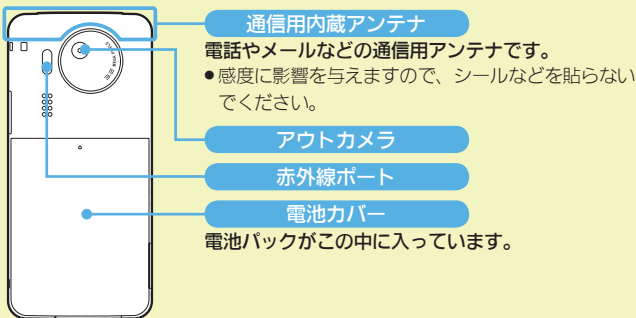 通信用内蔵アンテナ
電話やメールなどの通信用アンテナです。
●感度に影響を与えますので、シールなどを貼らない
でください。
アウトカメラ
赤外線ポート
電池カバー
電池パックがこの中に入っています。